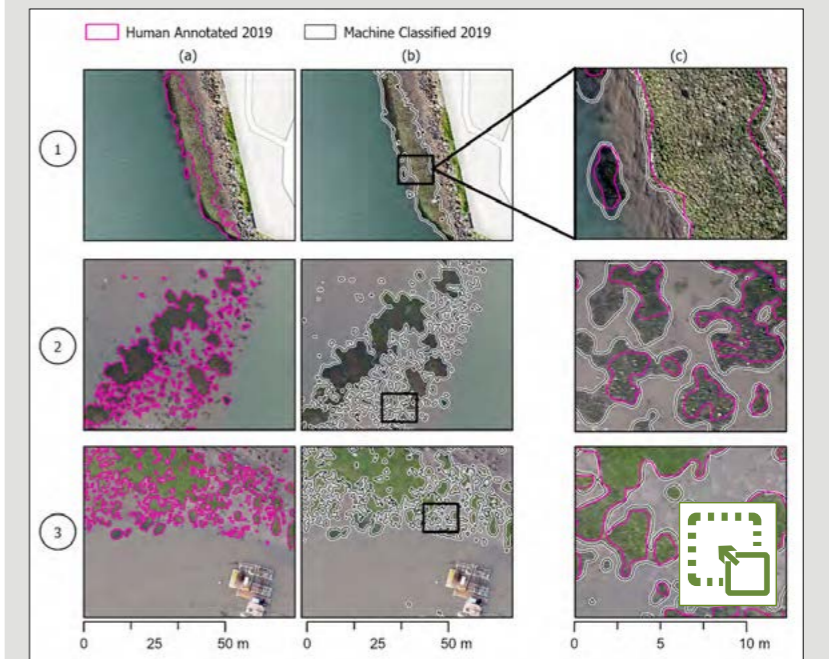 Human Annotated 2019 Machine Classified 2019
(a) (b) (c)
1
2
3
0 25 50 m 0 25 50 m 0 5 10 m